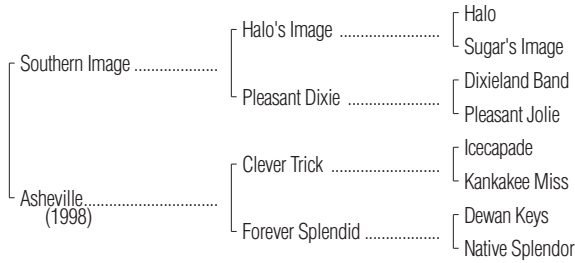 Halo
Halo's Image ....................
Sugar's Image
Southern Image .................
Dixieland Band
Pleasant Dixie ..................
Pleasant Jolie
Icecapade
Clever Trick .....................
Kankakee Miss
Asheville...........................
(1998)
Dewan Keys
Forever Splendid ...............
Native Splendor